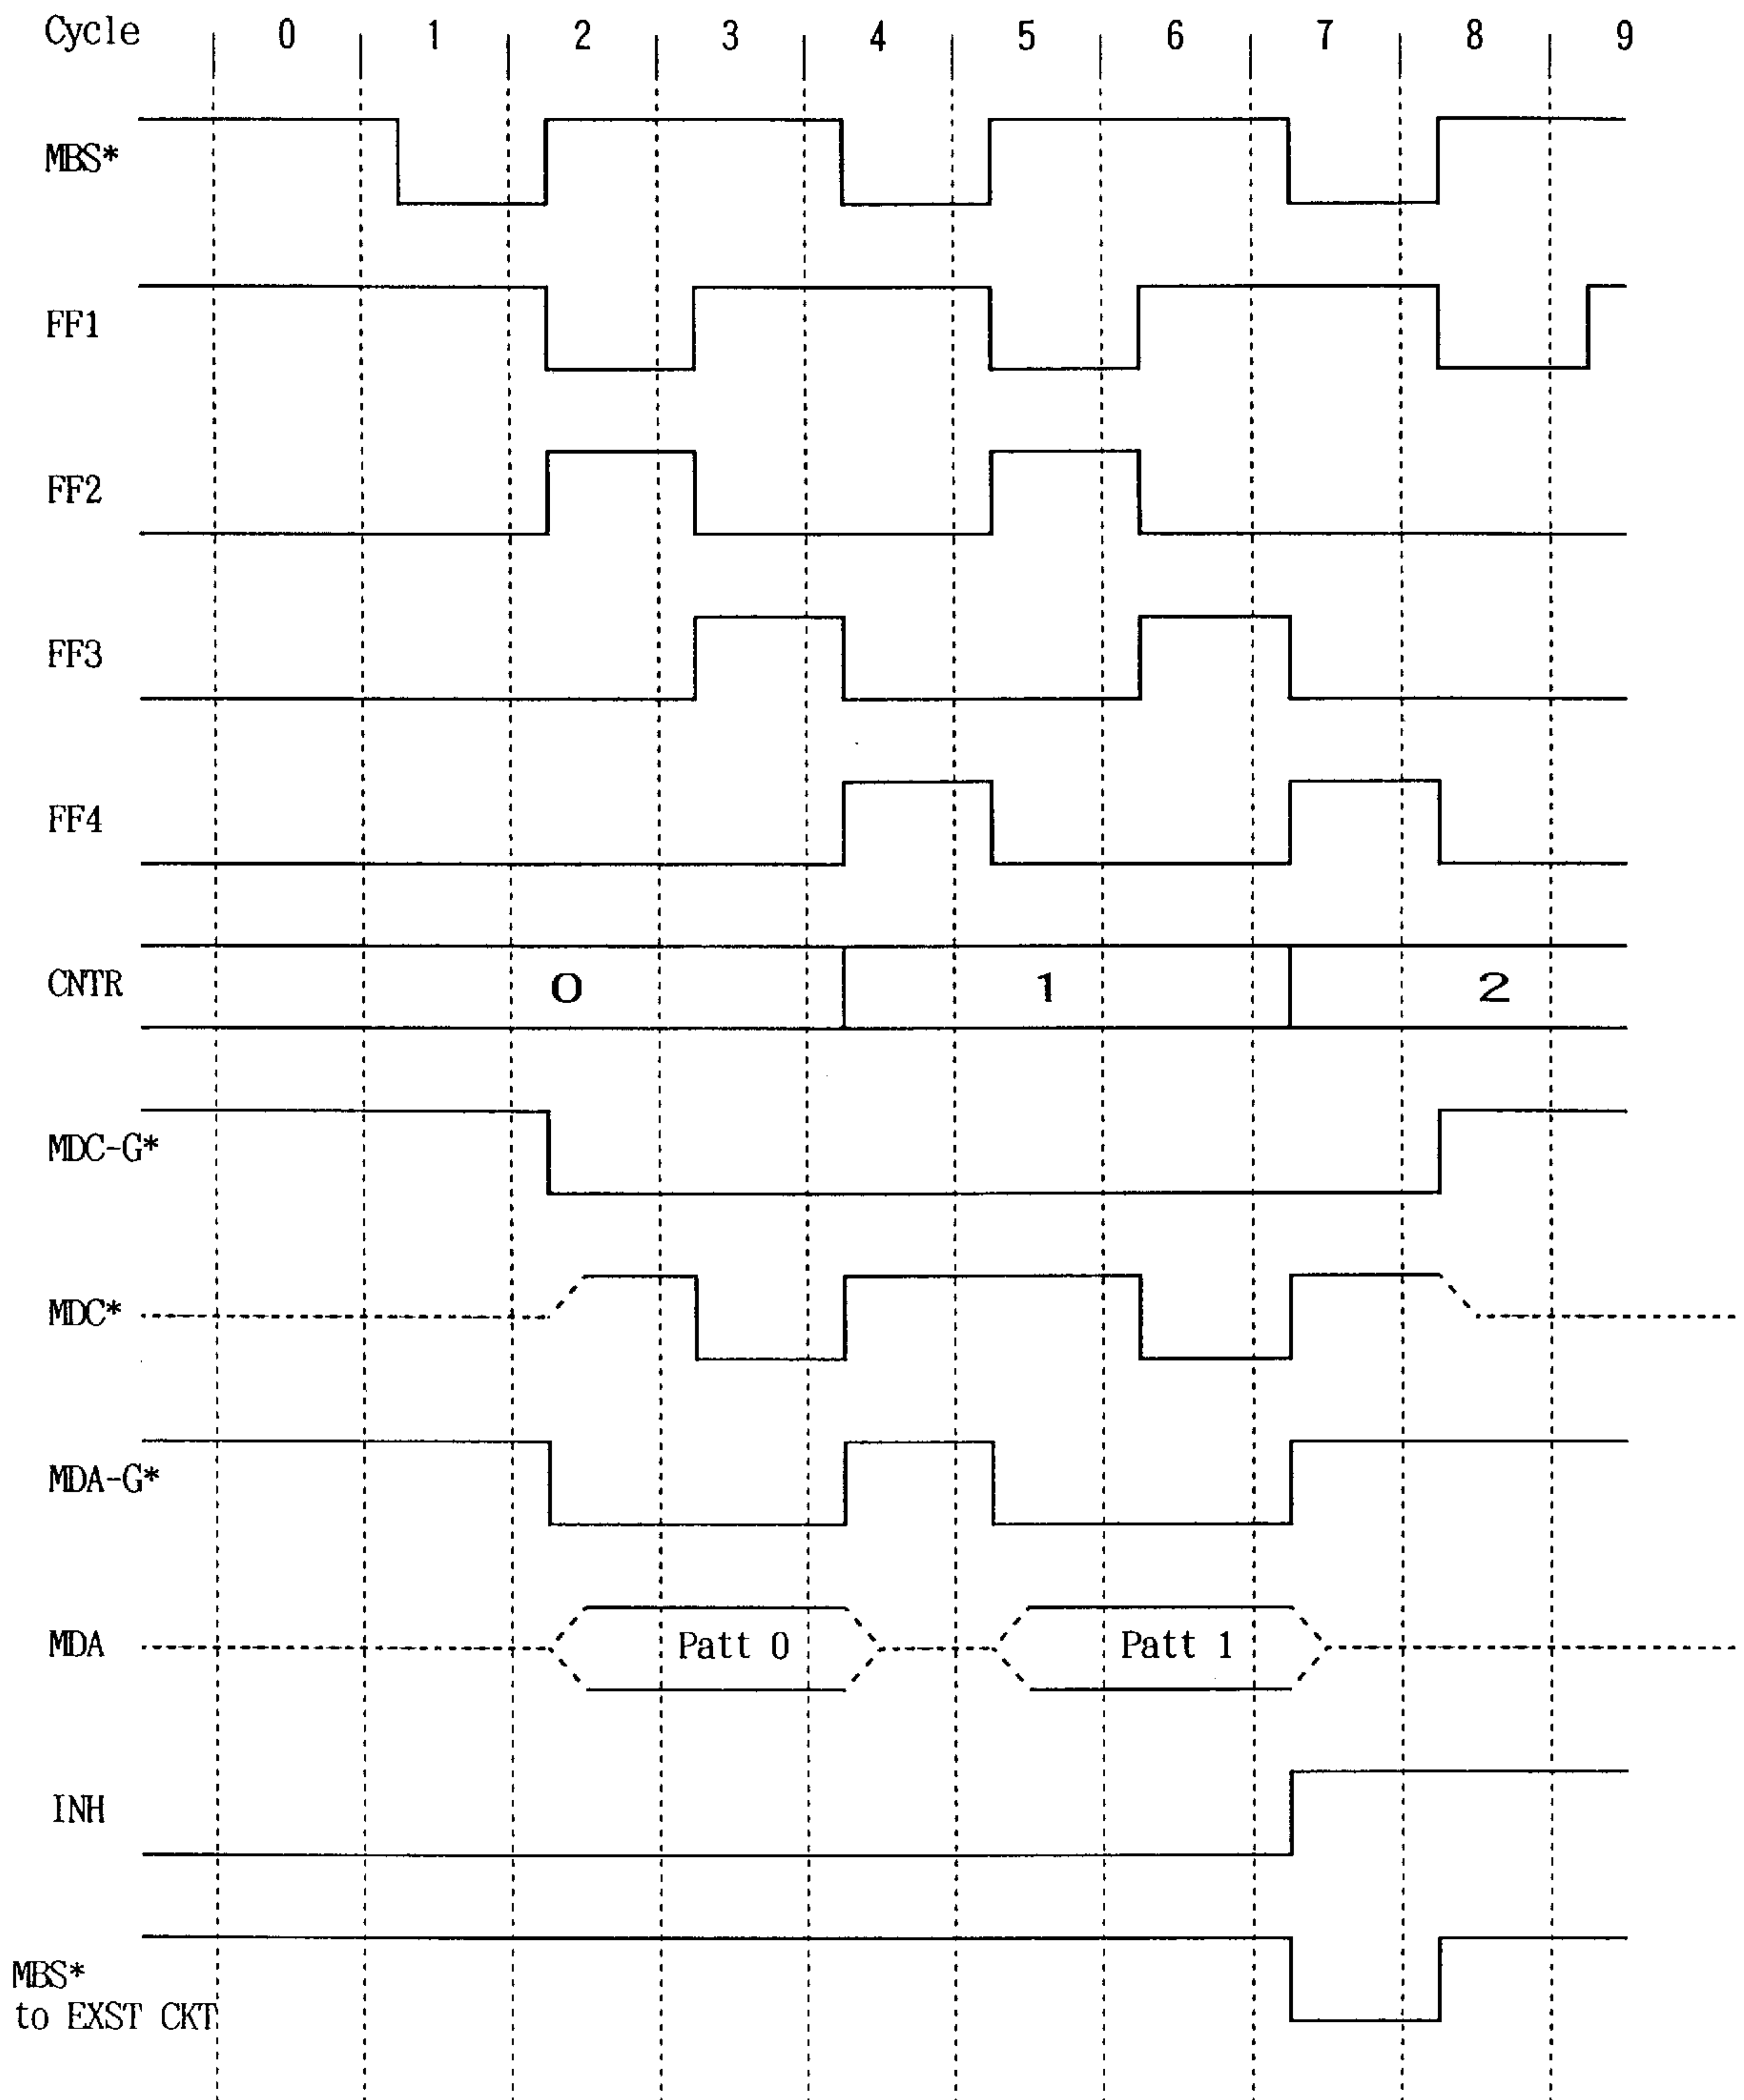 Cycle 0 1 2 3 4 5 6 7 8 9
MBS*
FF1
FF2
FF3
FF4
CNTR 0 1 2
MDC-G*
MDC*
MDA-G*
MDA Patt 0 Patt 1
INH
MBS*
to EXST CKT